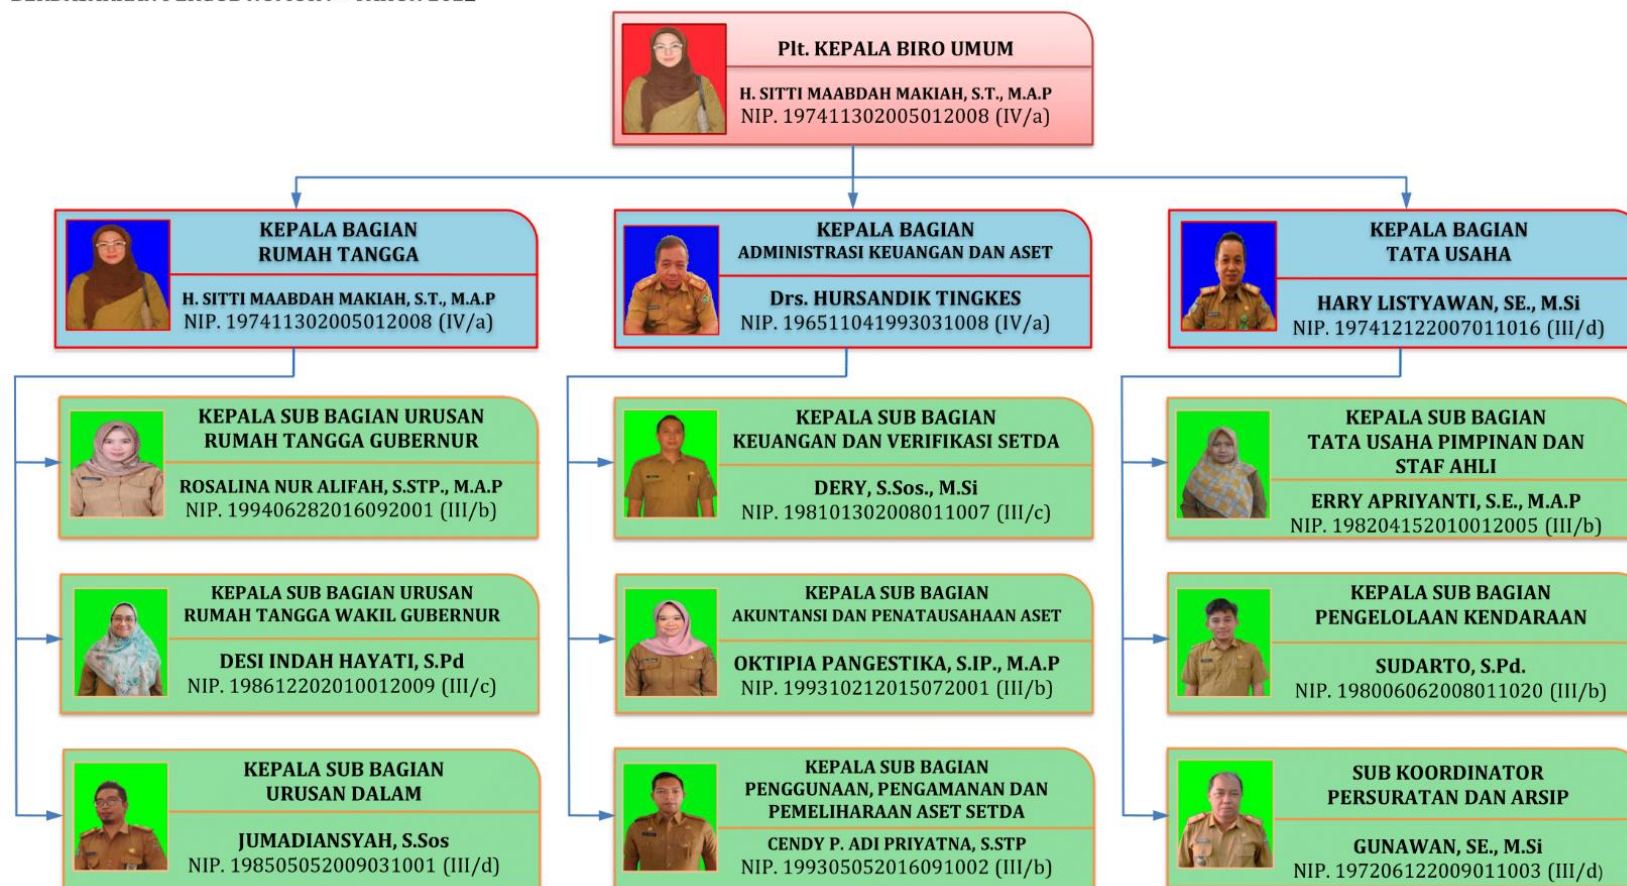 Plt. KEPALA BIRO UMUM
H. SITTI MAABDAH MAKIAH, S.T., M.A.P
NIP. 197411302005012008 (IV/a)
KEPALA BAGIAN
RUMAH TANGGA
H. SITTI MAABDAH MAKIAH, S.T., M.A.P
NIP. 197411302005012008 (IV/a)
KEPALA BAGIAN
ADMINISTRASI KEUANGAN DAN ASET
Drs. HURSANDIK TINGKES
NIP. 196511041993031008 (IV/a)
KEPALA BAGIAN
TATA USAHA
HARY LISTYAWAN, SE., M.Si
NIP. 197412122007011016 (III/d)
KEPALA SUB BAGIAN URUSAN
RUMAH TANGGA GUBERNUR
ROSALINA NUR ALIFAH, S.STP., M.A.P
NIP. 199406282016092001 (III/b)
KEPALA SUB BAGIAN
KEUANGAN DAN VERIFIKASI SETDA
DERY, S.Sos., M.Si
NIP. 198101302008011007 (III/c)
KEPALA SUB BAGIAN
TATA USAHA PIMPINAN DAN
STAF AHLI
ERRY APRIYANTI, S.E., M.A.P
NIP. 198204152010012005 (III/b)
KEPALA SUB BAGIAN URUSAN
RUMAH TANGGA WAKIL GUBERNUR
DESI INDAH HAYATI, S.Pd
NIP. 198612202010012009 (III/c)
KEPALA SUB BAGIAN
AKUNTANSI DAN PENATAUSAHAAN ASET
OKTIPIA PANGESTIKA, S.IP., M.A.P
NIP. 199310212015072001 (III/b)
KEPALA SUB BAGIAN
PENGELOLAAN KENDARAAN
SUDARTO, S.Pd.
NIP. 198006062008011020 (III/b)
KEPALA SUB BAGIAN
URUSAN DALAM
JUMADIANSYAH, S.Sos
NIP. 198505052009031001 (III/d)
KEPALA SUB BAGIAN
PENGGUNAAN, PENGAMANAN DAN
PEMELIHARAAN ASET SETDA
CENDY P. ADI PRIYATNA, S.STP
NIP. 199305052016091002 (III/b)
SUB KOORDINATOR
PERSURATAN DAN ARSIP
GUNAWAN, SE., M.Si
NIP. 197206122009011003 (III/d)